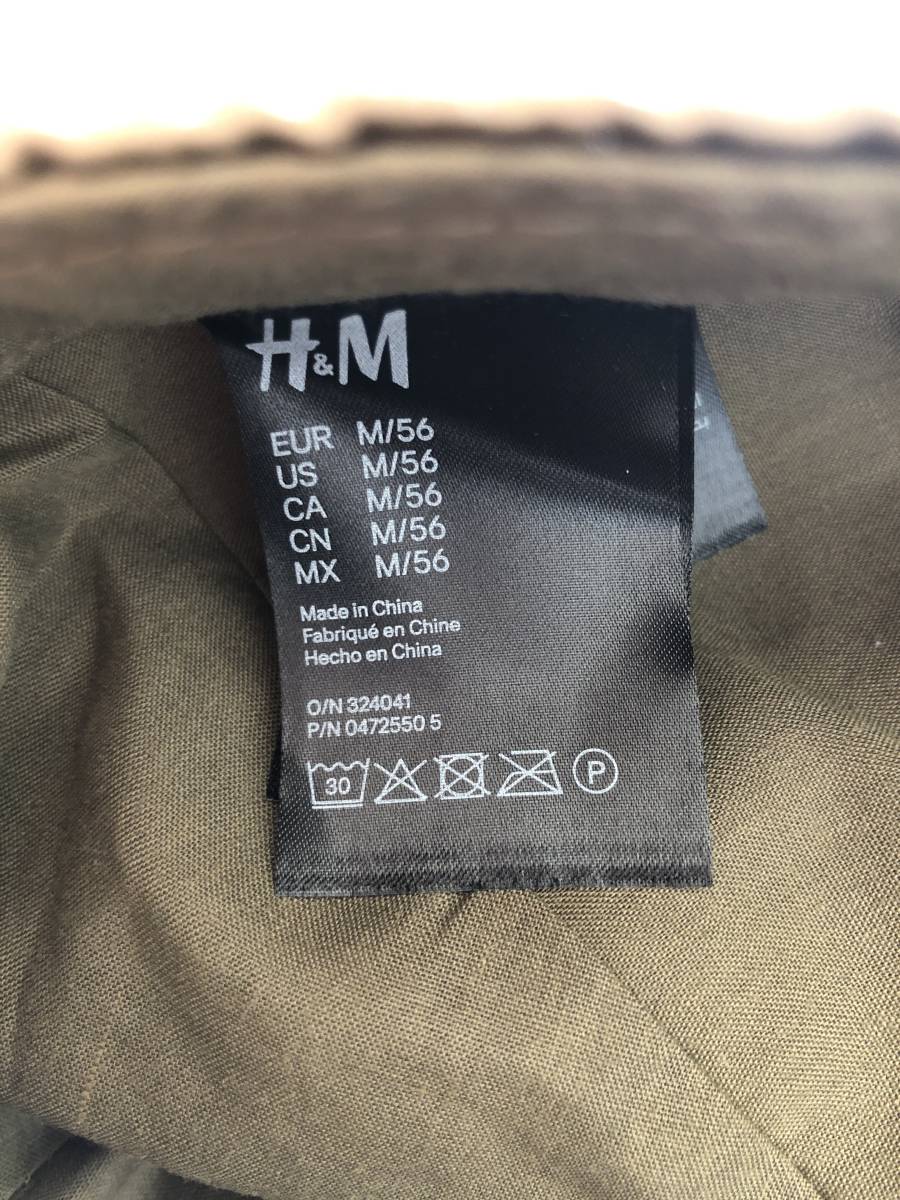 H&M
EUR M/56
US M/56
CA M/56
CN M/56
MX M/56
Made in China
Fabriqué en Chine
Hecho en China
O/N 324041
P/N 0472550 5
30
P